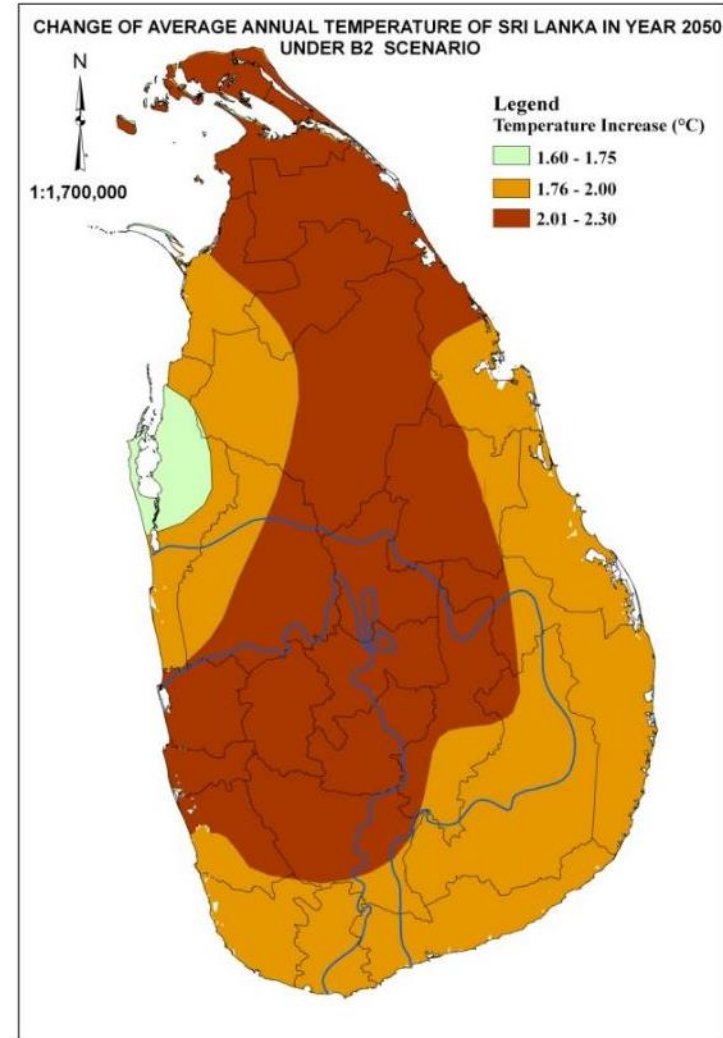 CHANGE OF AVERAGE ANNUAL TEMPERATURE OF SRI LANKA IN YEAR 2050
UNDER B2 SCENARIO
N
1:1,700,000
Legend
Temperature Increase (°C)
1.60 - 1.75
1.76 - 2.00
2.01 - 2.30